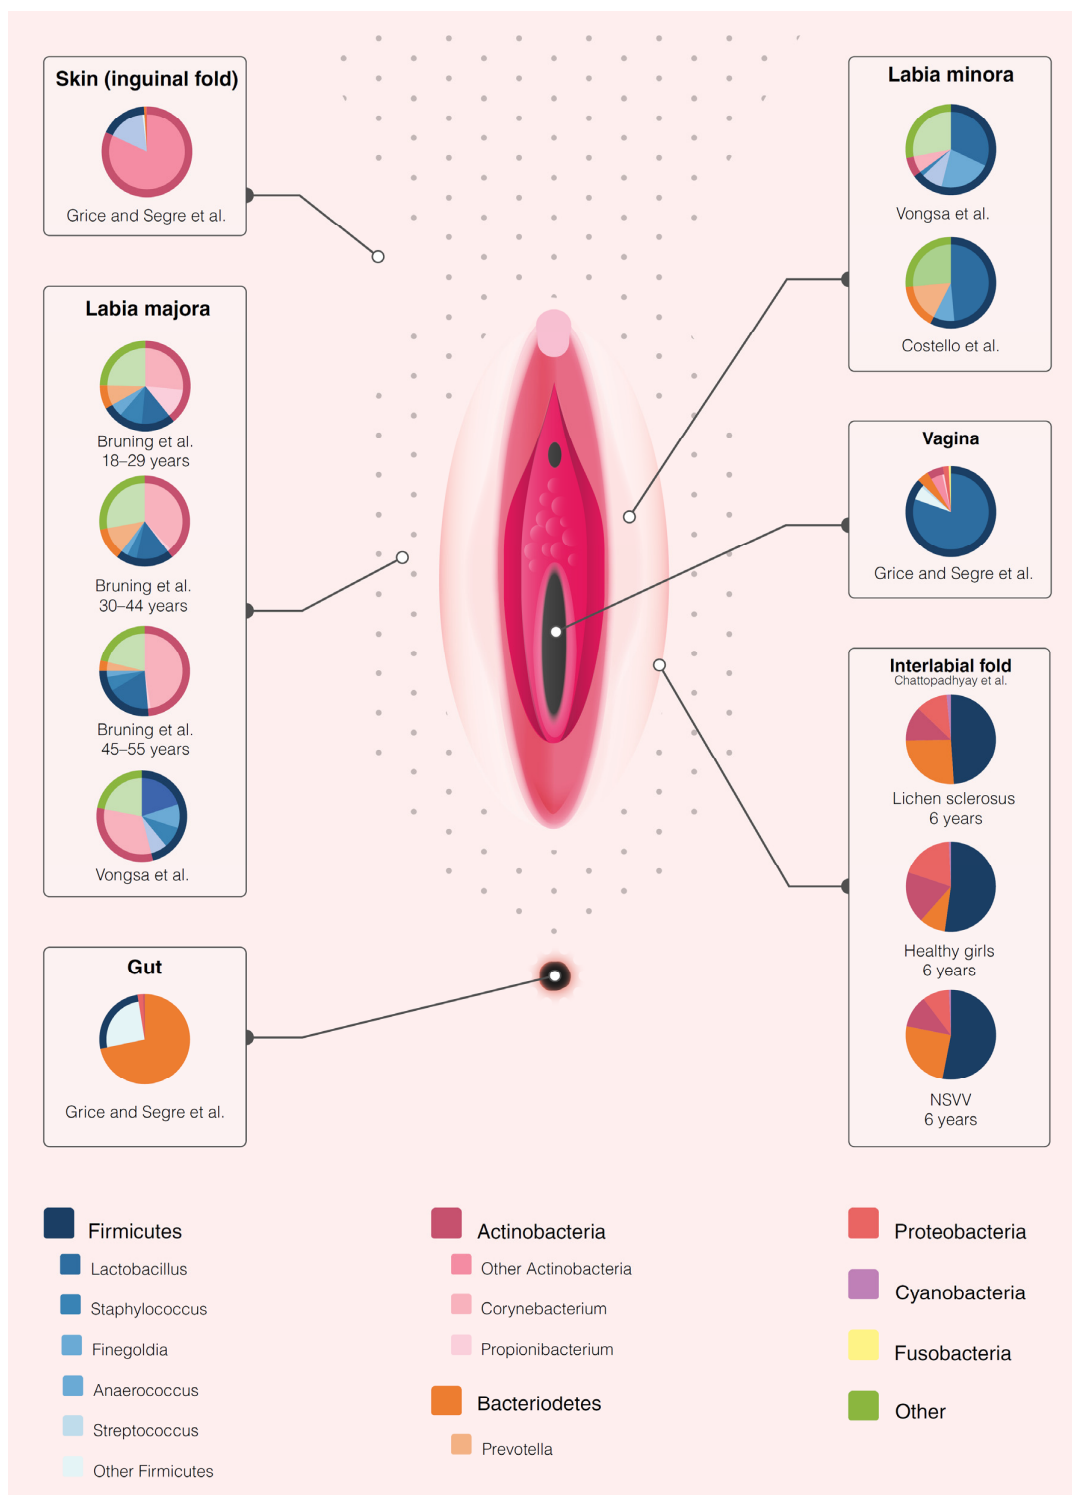 Skin (inguinal fold)
Grice and Segre et al.
Labia majora
Bruning et al.
18–29 years
Bruning et al.
30–44 years
Bruning et al.
45–55 years
Vongsa et al.
Gut
Grice and Segre et al.
Labia minora
Vongsa et al.
Costello et al.
Vagina
Grice and Segre et al.
Interlabial fold
Chattopadhyay et al.
Lichen sclerosus
6 years
Healthy girls
6 years
NSVV
6 years
Firmicutes
Lactobacillus
Staphylococcus
Finegoldia
Anaerococcus
Streptococcus
Other Firmicutes
Actinobacteria
Other Actinobacteria
Corynebacterium
Propionibacterium
Bacteriodetes
Prevotella
Proteobacteria
Cyanobacteria
Fusobacteria
Other